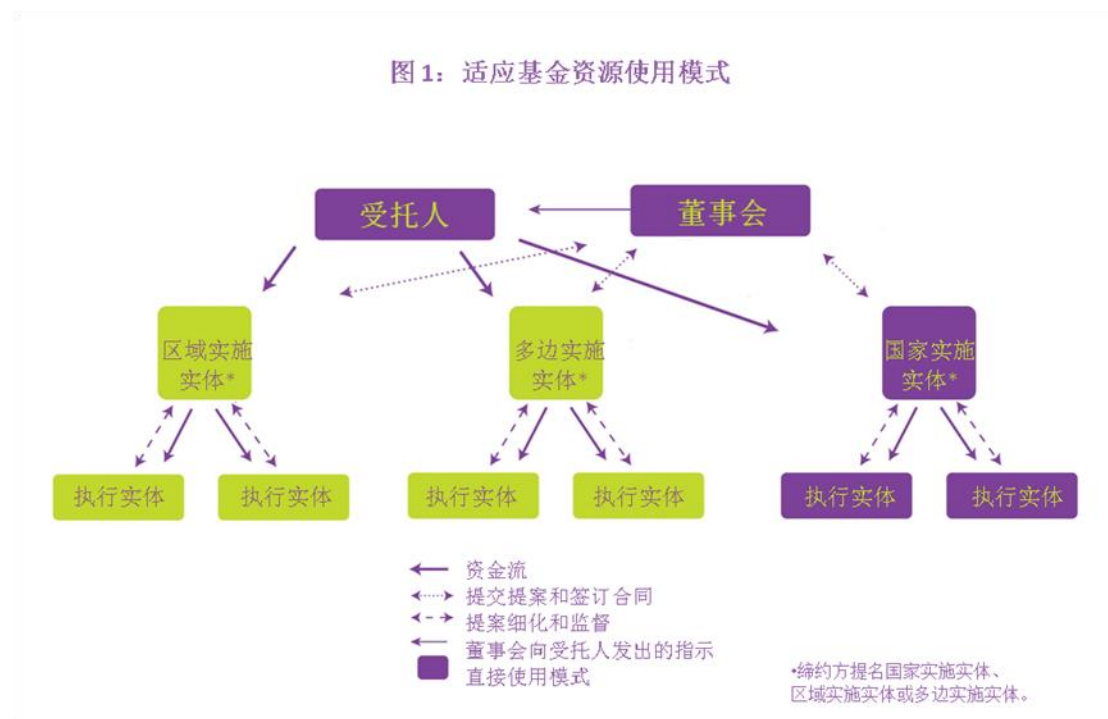 图 1：适应基金资源使用模式
受托人
董事会
区域实施
实体*
多边实施
实体*
国家实施
实体*
执行实体
执行实体
执行实体
执行实体
执行实体
执行实体
资金流
提交提案和签订合同
提案细化和监督
董事会向受托人发出的指示
直接使用模式
•缔约方提名国家实施实体、
区域实施实体或多边实施实体。